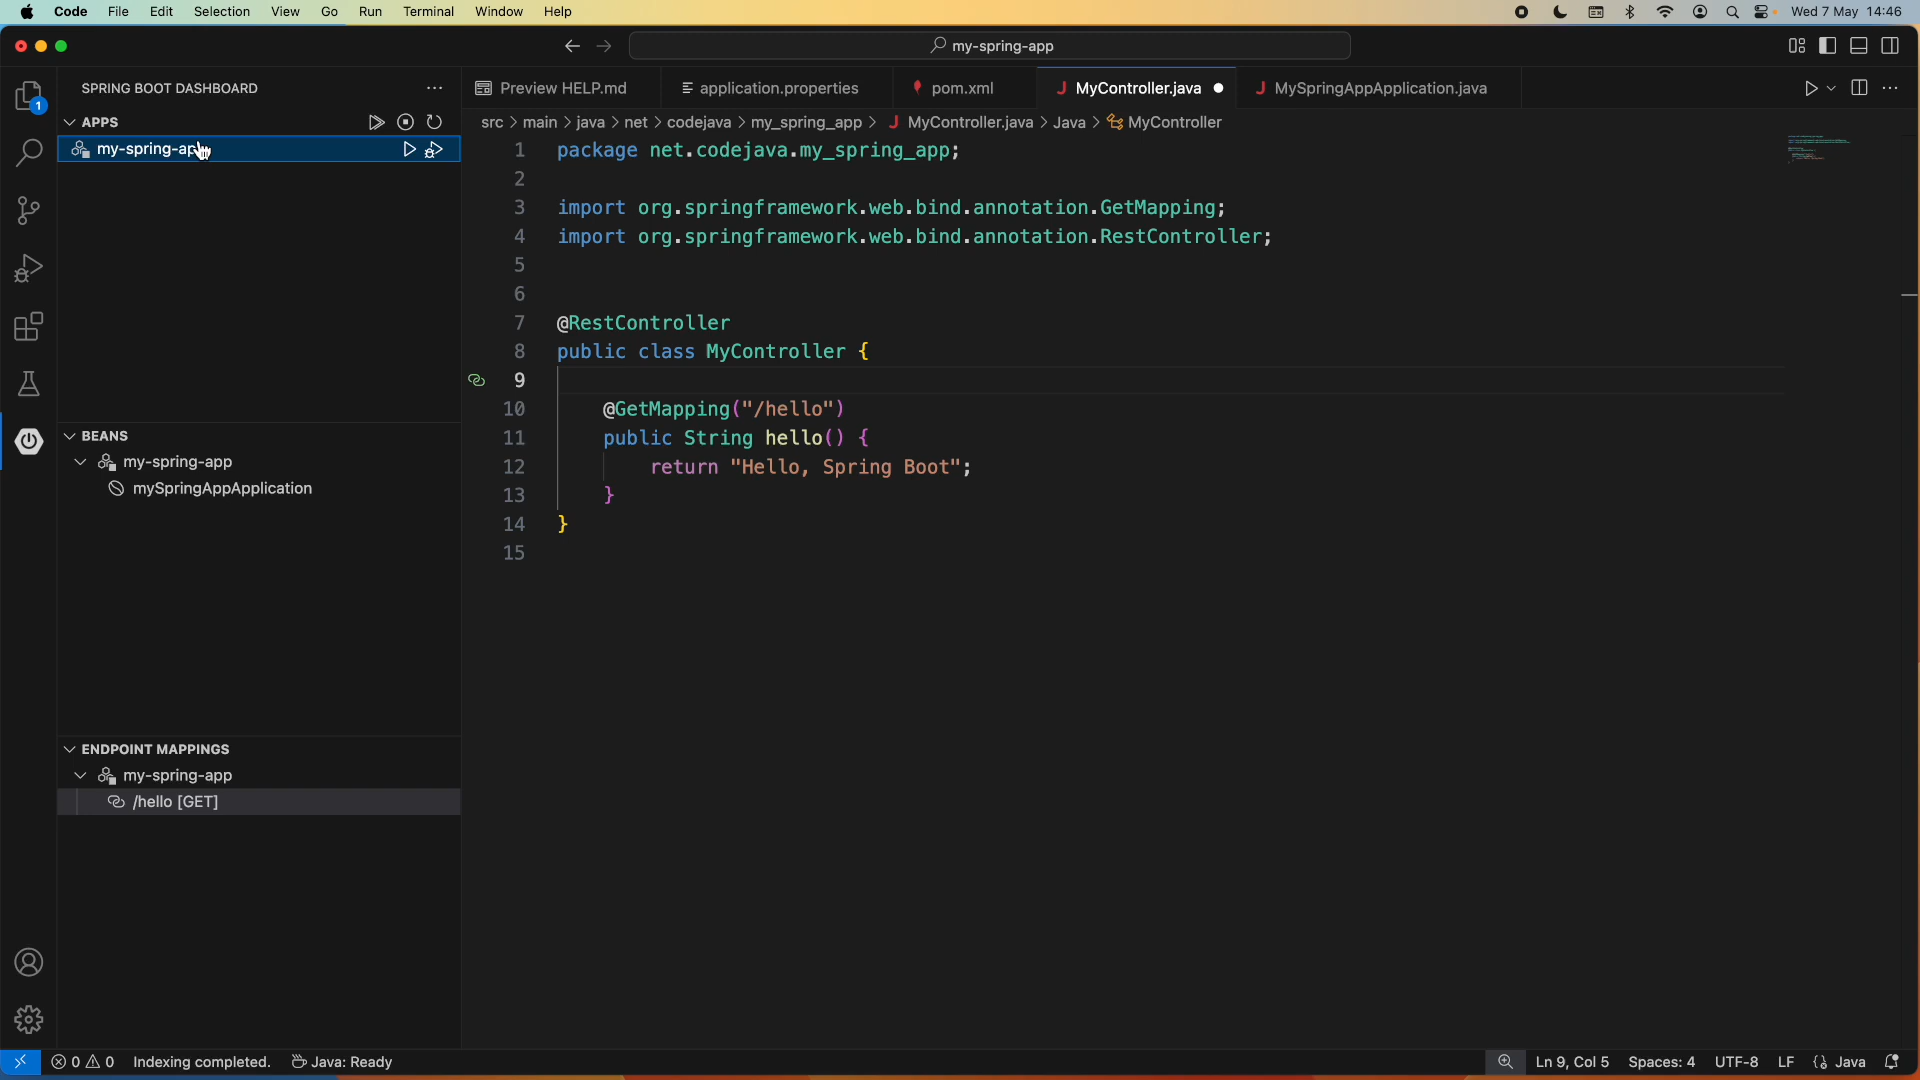 Code File Edit Selection View Go Run Terminal Window Help
Wed 7 May 14:46
my-spring-app
1
SPRING BOOT DASHBOARD
APPS
BEANS
my-spring-app
mySpringAppApplication
ENDPOINT MAPPINGS
my-spring-app
/hello [GET]
Preview HELP.md application.properties pom.xml MyController.java MySpringAppApplication.java
src > main > java > net > codejava > my_spring_app > MyController.java > Java > MyController
1 package net.codejava.my_spring_app;
2
3 import org.springframework.web.bind.annotation.GetMapping;
4 import org.springframework.web.bind.annotation.RestController;
5
6
7 @RestController
8 public class MyController {
9
10 @GetMapping("/hello")
11 public String hello() {
12 return "Hello, Spring Boot";
13 }
14 }
15
0 0 Indexing completed. Java: Ready
Ln 9, Col 5 Spaces: 4 UTF-8 LF {} Java